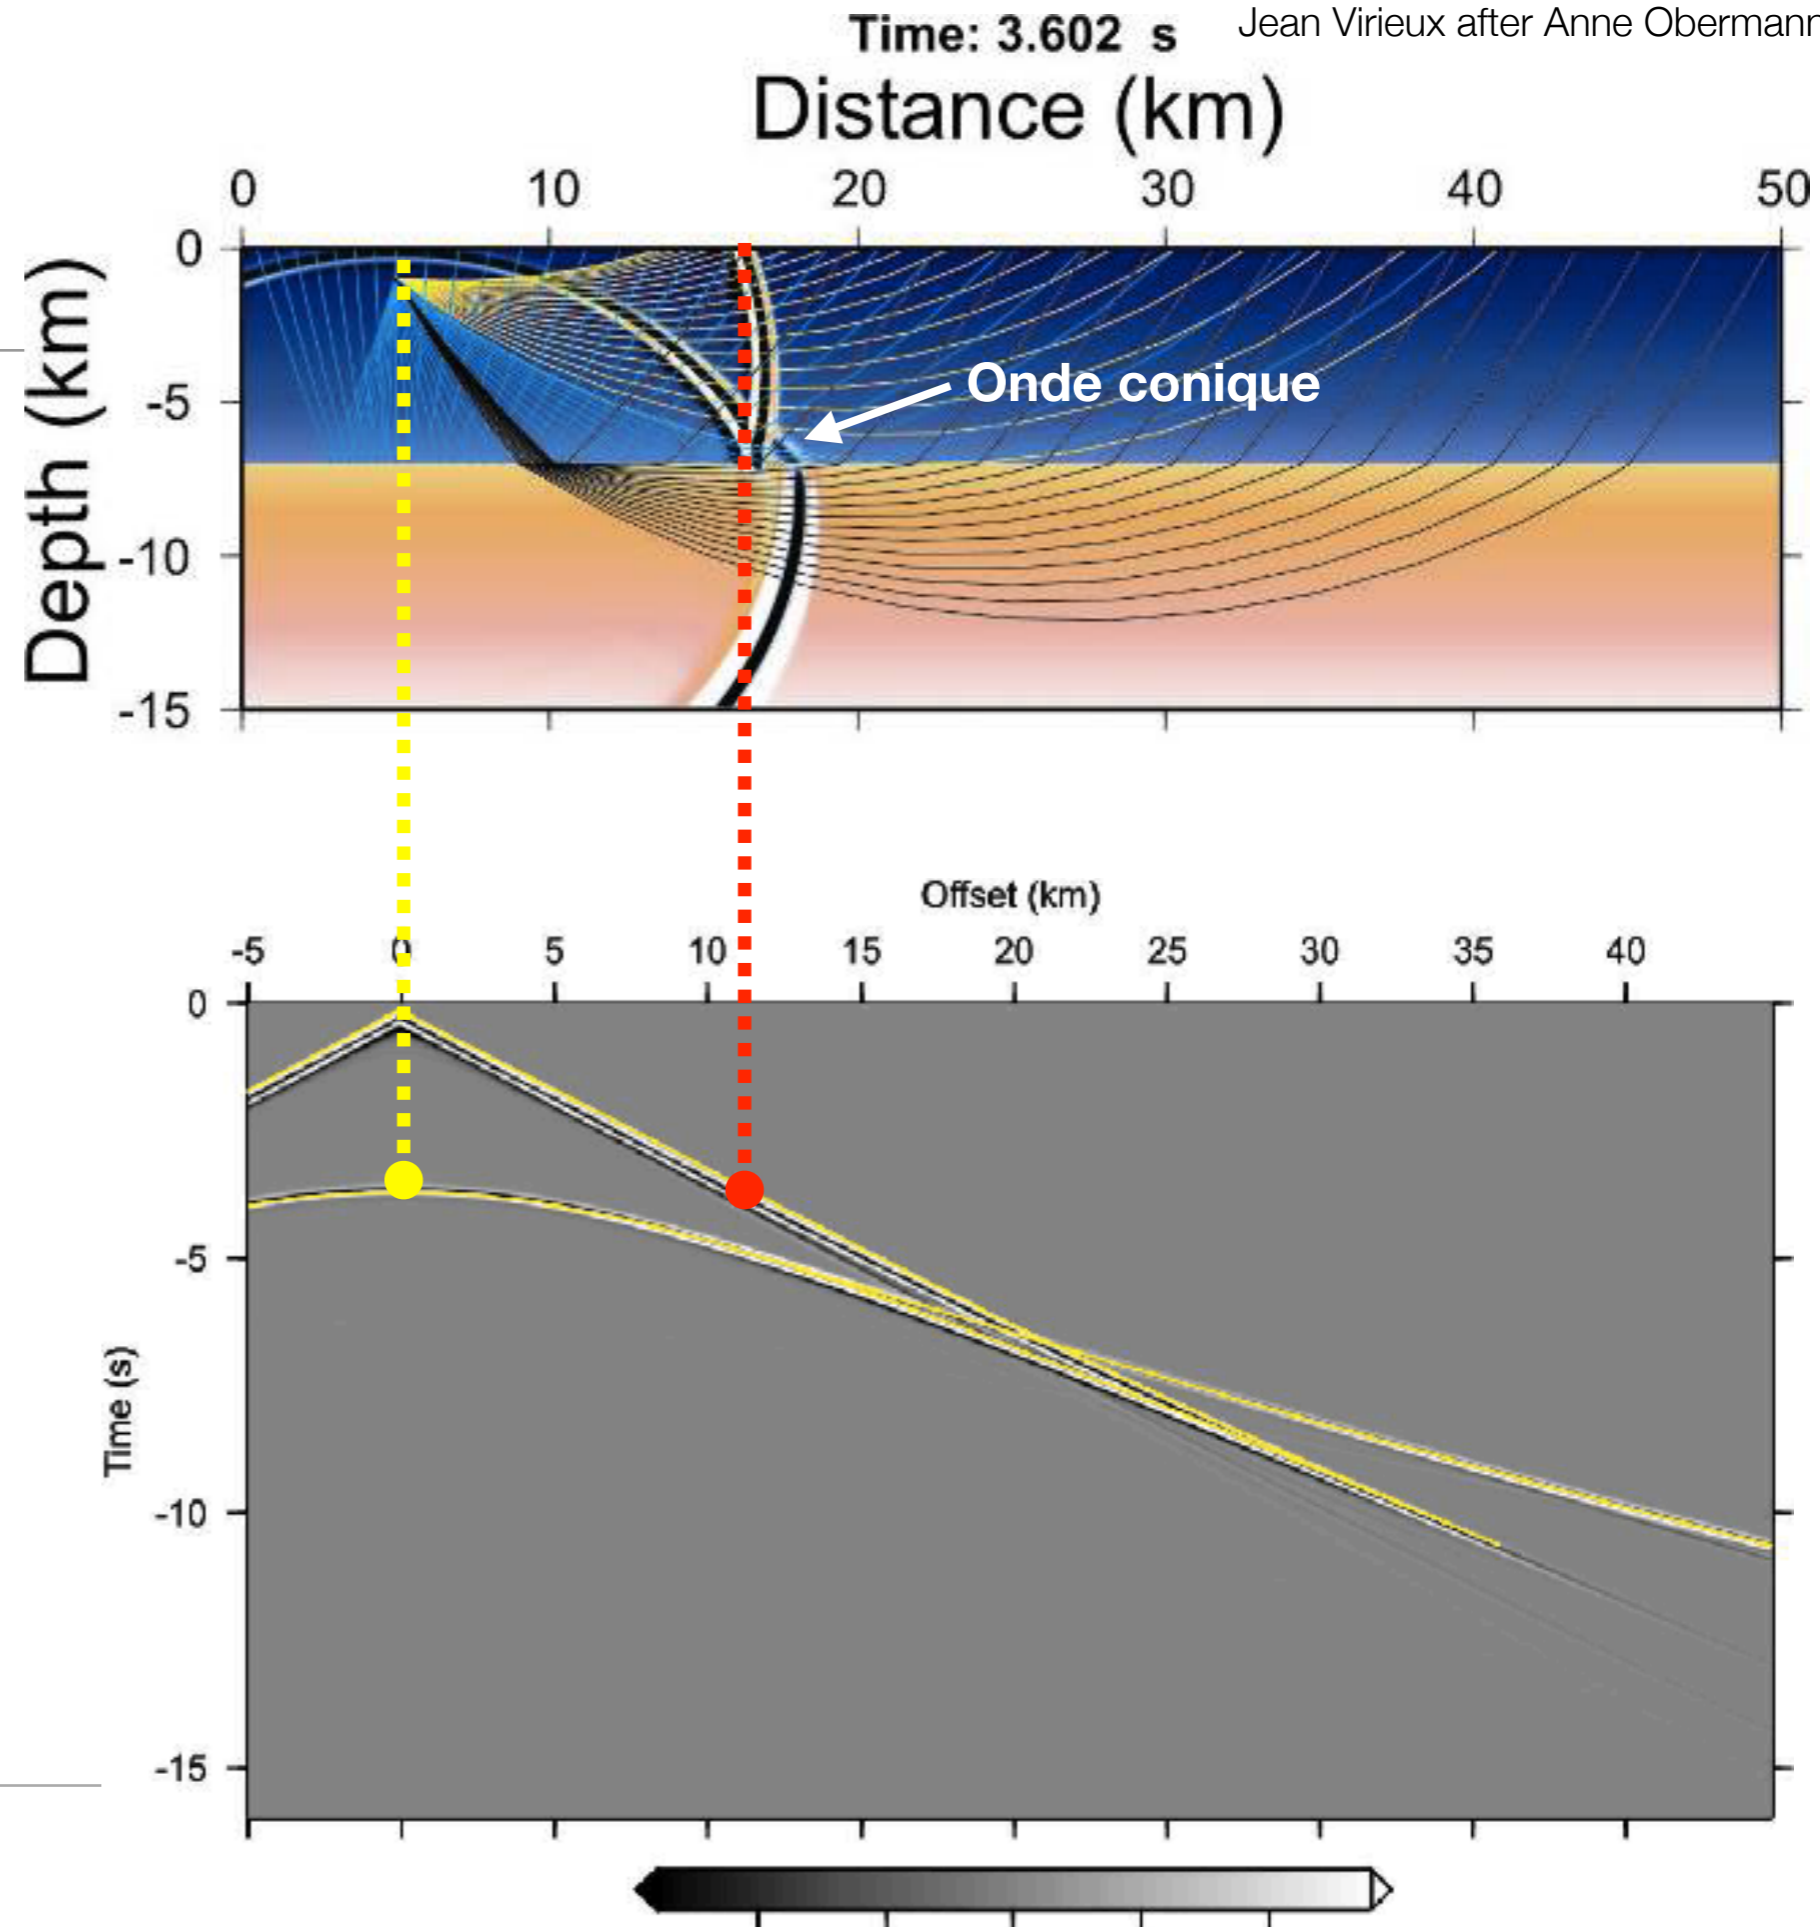 Jean Virieux after Anne Obermann
Time: 3.602 s
Distance (km)
0 10 20 30 40 50
Depth (km)
0
-5
-10
-15
Onde conique
Offset (km)
-5 0 5 10 15 20 25 30 35 40
Time (s)
0
-5
-10
-15